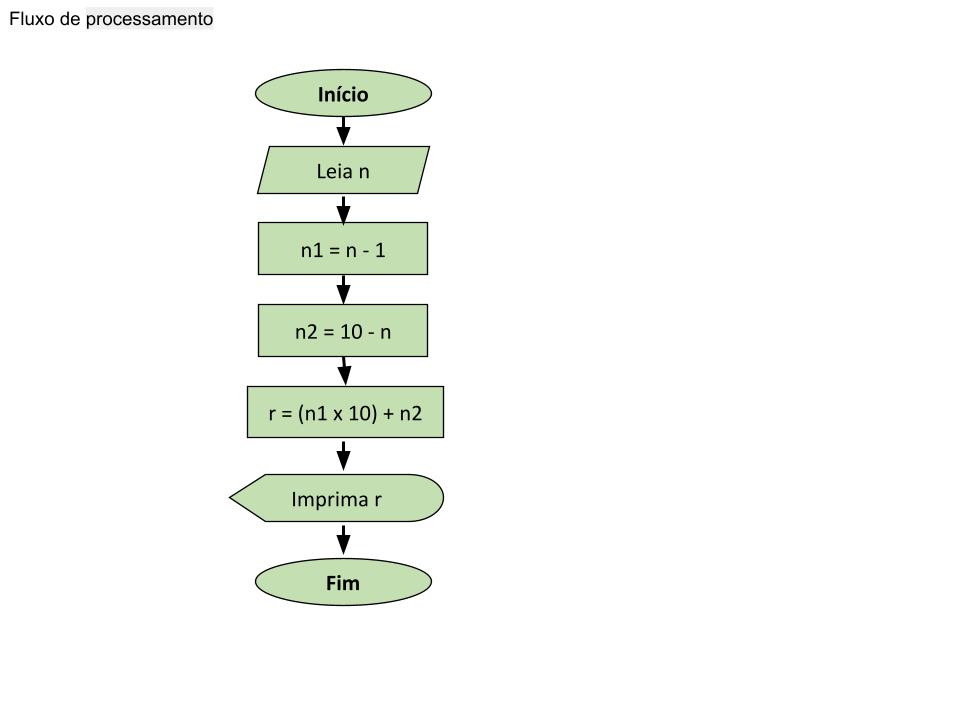 Fluxo de processamento
Início
Leia n
n1 = n - 1
n2 = 10 - n
r = (n1 x 10) + n2
Imprima r
Fim